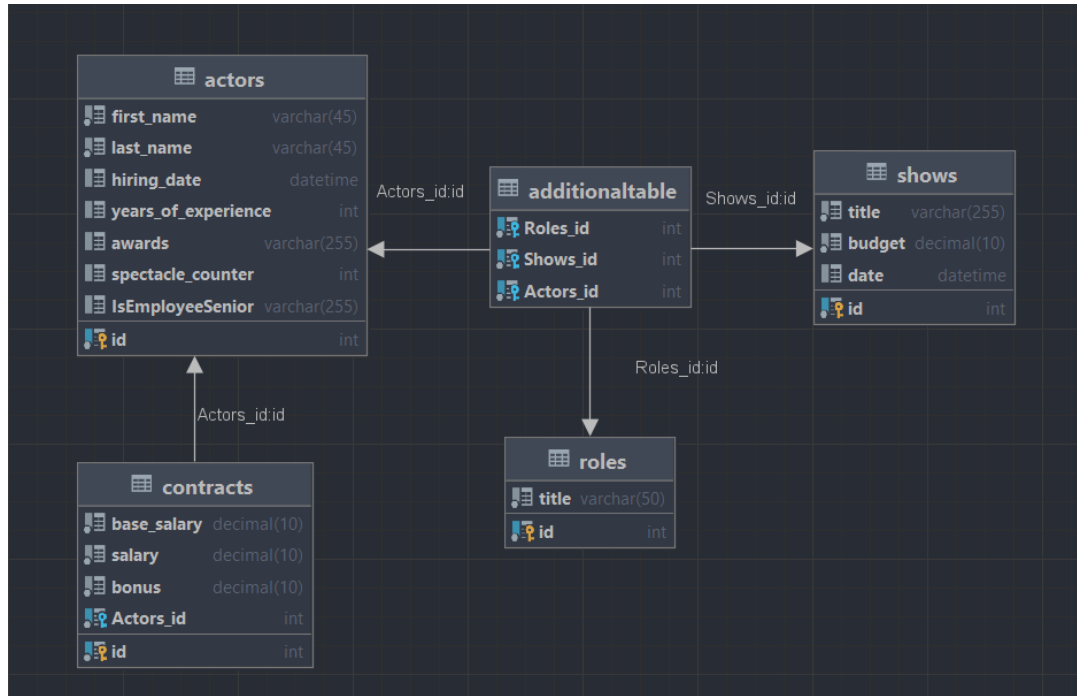 actors
first_name varchar(45)
last_name varchar(45)
hiring_date datetime
years_of_experience int
awards varchar(255)
spectacle_counter int
IsEmployeeSenior varchar(255)
id int
Actors_id:id
additionaltable
Roles_id int
Shows_id int
Actors_id int
Shows_id:id
shows
title varchar(255)
budget decimal(10)
date datetime
id int
Roles_id:id
Actors_id:id
contracts
base_salary decimal(10)
salary decimal(10)
bonus decimal(10)
Actors_id int
id int
roles
title varchar(50)
id int